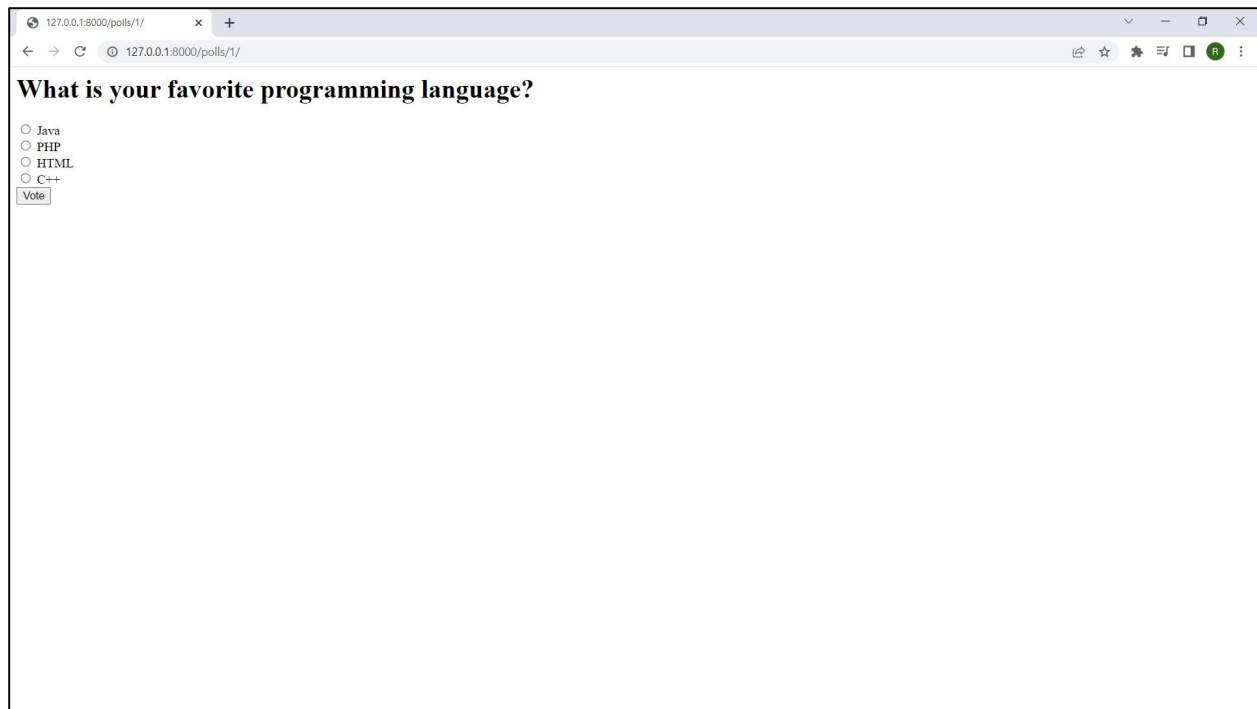 127.0.0.1:8000/polls/1/
127.0.0.1:8000/polls/1/
R
What is your favorite programming language?
Java
PHP
HTML
C++
Vote